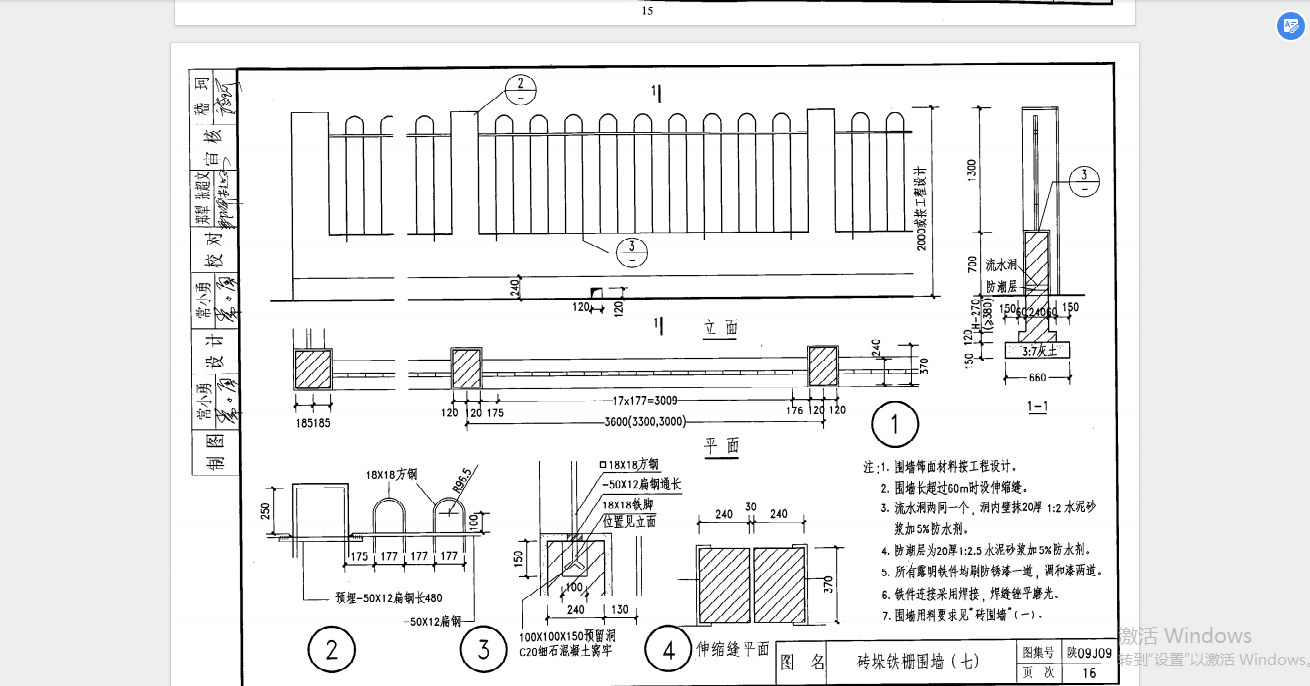 15
嵇 珂
审 核
郑犁 张超文
校 对
常小勇
设 计
常小勇
制 图
2
–
1
3
–
2000或按工程设计
240
120
120
1
立 面
1300
700
3
–
流水洞
防潮层
150
60
240
60
150
H-270
(≥380)
120
150
3:7灰土
660
1-1
185
185
120
120
175
17x177=3009
176
120
120
3600(3300,3000)
240
370
1
平 面
250
18X18方钢
R96.5
100
175
177
177
177
预埋-50X12扁钢长480
-50X12扁钢
2
□18X18方钢
-50X12扁钢通长
18X18铁脚
位置见立面
150
100
240
130
100X100X150预留洞
C20细石混凝土窝牢
3
240
30
240
370
4
伸缩缝平面
注:1. 围墙饰面材料按工程设计。
2. 围墙长超过60m时设伸缩缝。
3. 流水洞两间一个, 洞内壁抹20厚 1:2 水泥砂
浆加5%防水剂。
4. 防潮层为20厚1:2.5 水泥砂浆加5%防水剂。
5. 所有露明铁件均刷防锈漆一道, 调和漆两道。
6. 铁件连接采用焊接, 焊缝锉平磨光。
7. 围墙用料要求见"砖围墙"(一).
图 名
砖垛铁栅围墙(七)
图集号
陕09J09
页 次
16
激活 Windows
转到"设置"以激活 Windows。